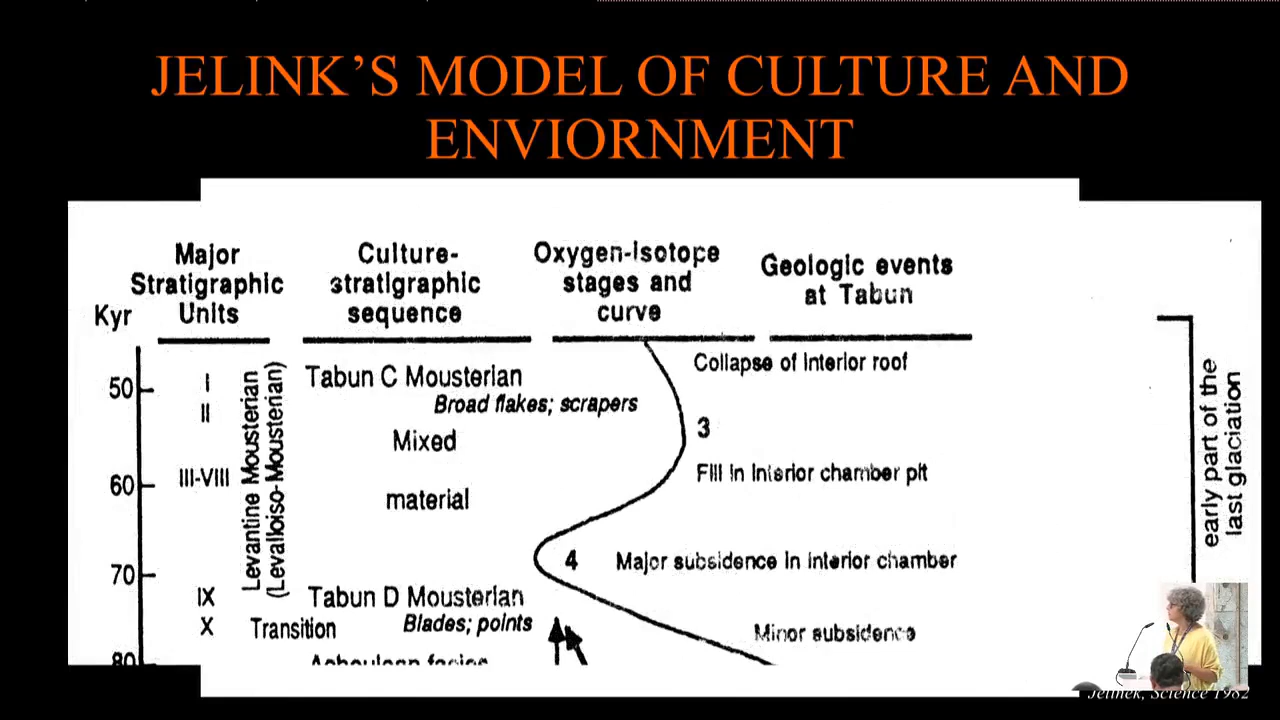 JELINK’S MODEL OF CULTURE AND
ENVIORNMENT
Major
Stratigraphic
Units
Culture-
stratigraphic
sequence
Oxygen-isotope
stages and
curve
Geologic events
at Tabun
Kyr
50
60
70
80
I
II
III-VIII
IX
X
Levantine Mousterian
(Levalloiso-Mousterian)
Transition
Tabun C Mousterian
Broad flakes; scrapers
Mixed
material
Tabun D Mousterian
Blades; points
Acheulean facies
3
4
Collapse of interior roof
Fill in interior chamber pit
Major subsidence in interior chamber
Minor subsidence
early part of the
last glaciation
Jelinek, Science 1982